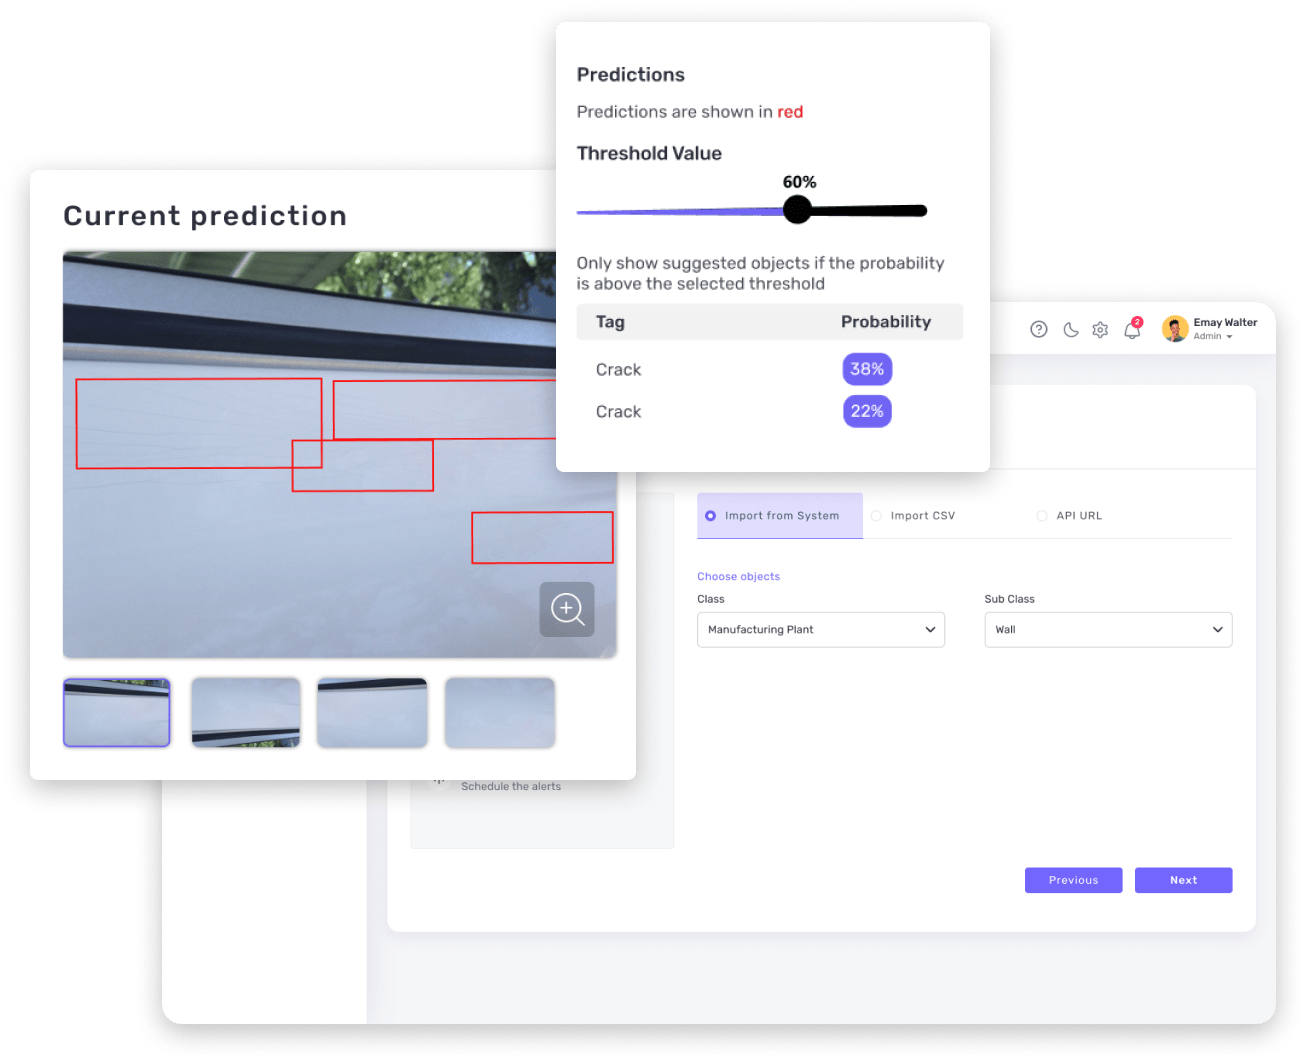 Predictions
Predictions are shown in red
Threshold Value
60%
Only show suggested objects if the probability
is above the selected threshold
Tag Probability
Crack 38%
Crack 22%
Current prediction
2
Emay Walter
Admin
Import from System Import CSV API URL
Choose objects
Class Sub Class
Manufacturing Plant Wall
Schedule the alerts
Previous Next